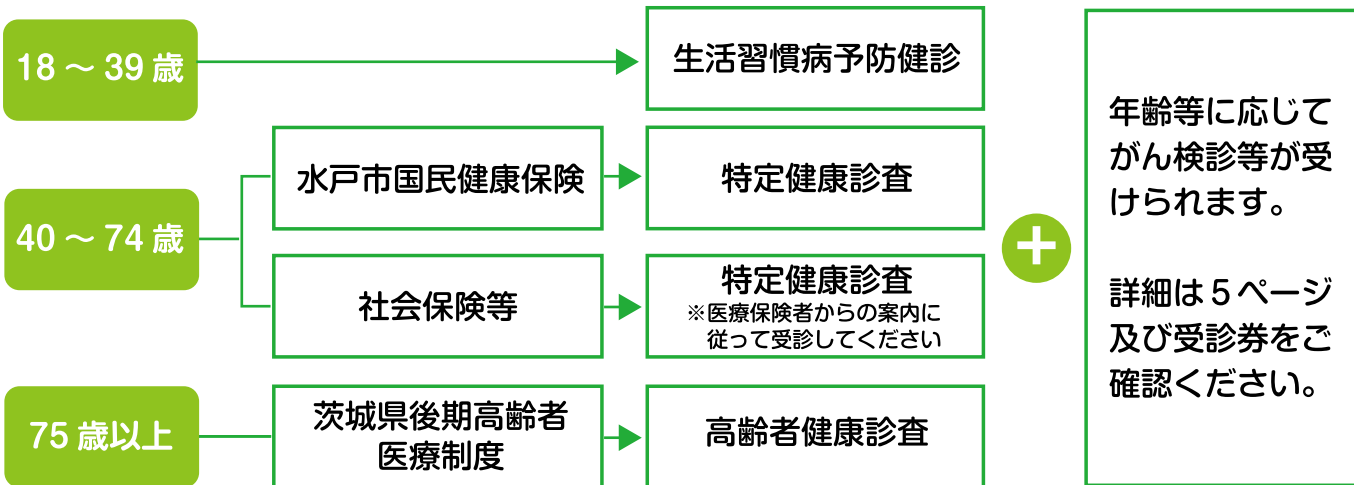 18～39歳
生活習慣病予防健診
40～74歳
水戸市国民健康保険
特定健康診査
社会保険等
特定健康診査
※医療保険者からの案内に
従って受診してください
75歳以上
茨城県後期高齢者
医療制度
高齢者健康診査
+
年齢等に応じて
がん検診等が受
けられます。
詳細は5ページ
及び受診券をご
確認ください。